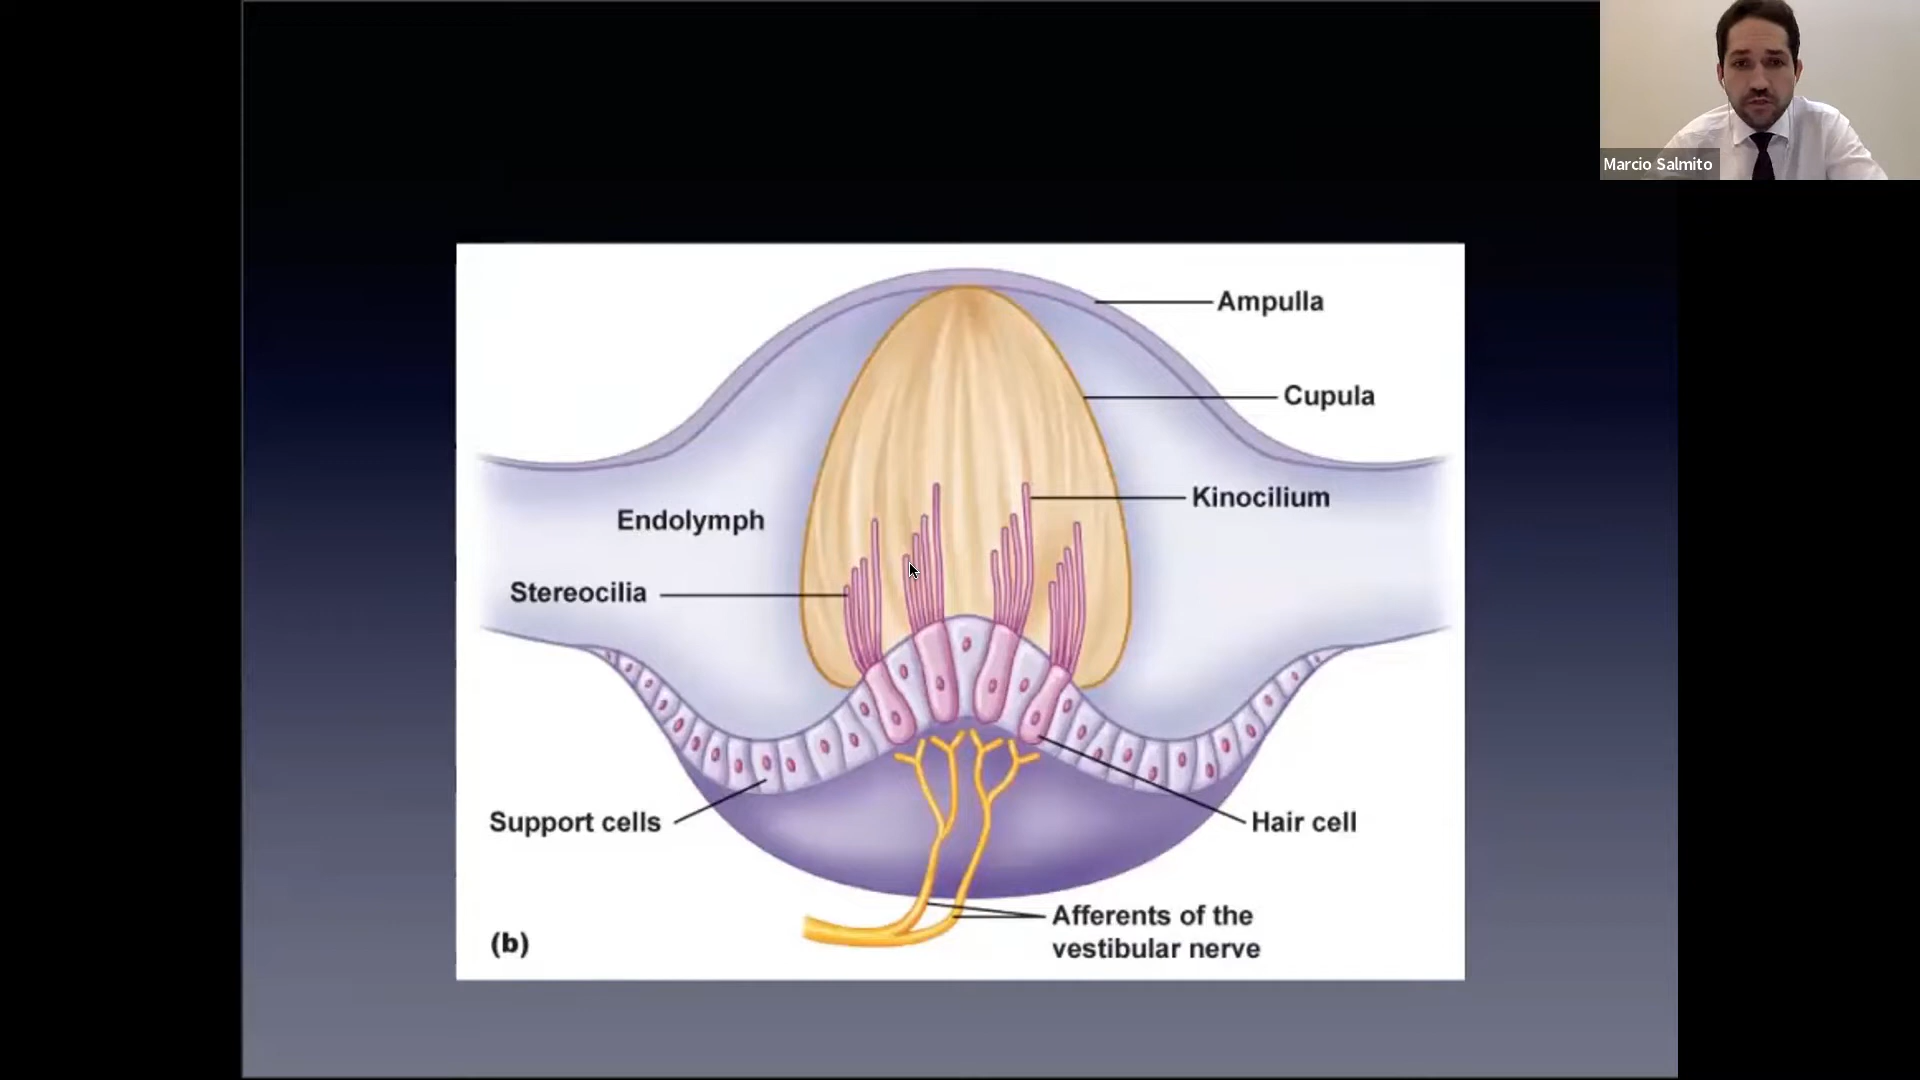 Marcio Salmito
Ampulla
Cupula
Kinocilium
Endolymph
Stereocilia
Support cells
Hair cell
Afferents of the
vestibular nerve
(b)